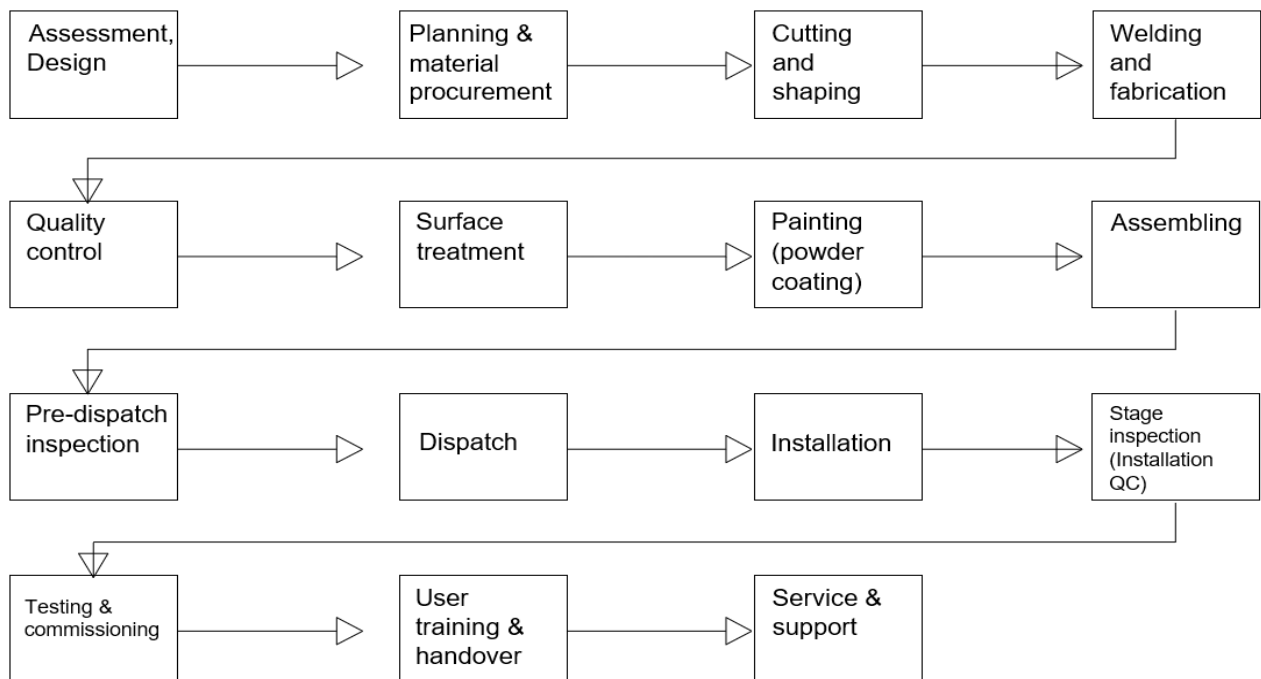 Assessment,
Design
Planning &
material
procurement
Cutting
and
shaping
Welding
and
fabrication
Quality
control
Surface
treatment
Painting
(powder
coating)
Assembling
Pre-dispatch
inspection
Dispatch
Installation
Stage
inspection
(Installation
QC)
Testing &
commissioning
User
training &
handover
Service &
support